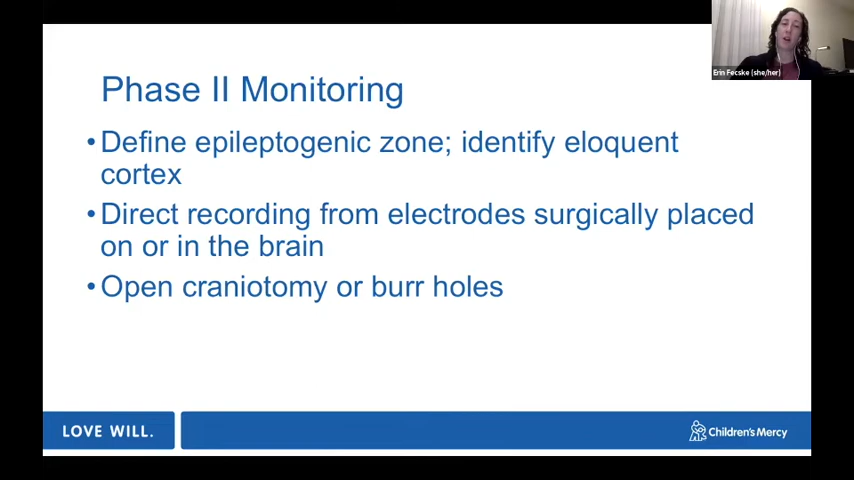 Erin Fecske (she/her)
Phase II Monitoring
•Define epileptogenic zone; identify eloquent
cortex
•Direct recording from electrodes surgically placed
on or in the brain
•Open craniotomy or burr holes
LOVE WILL.
Children's Mercy